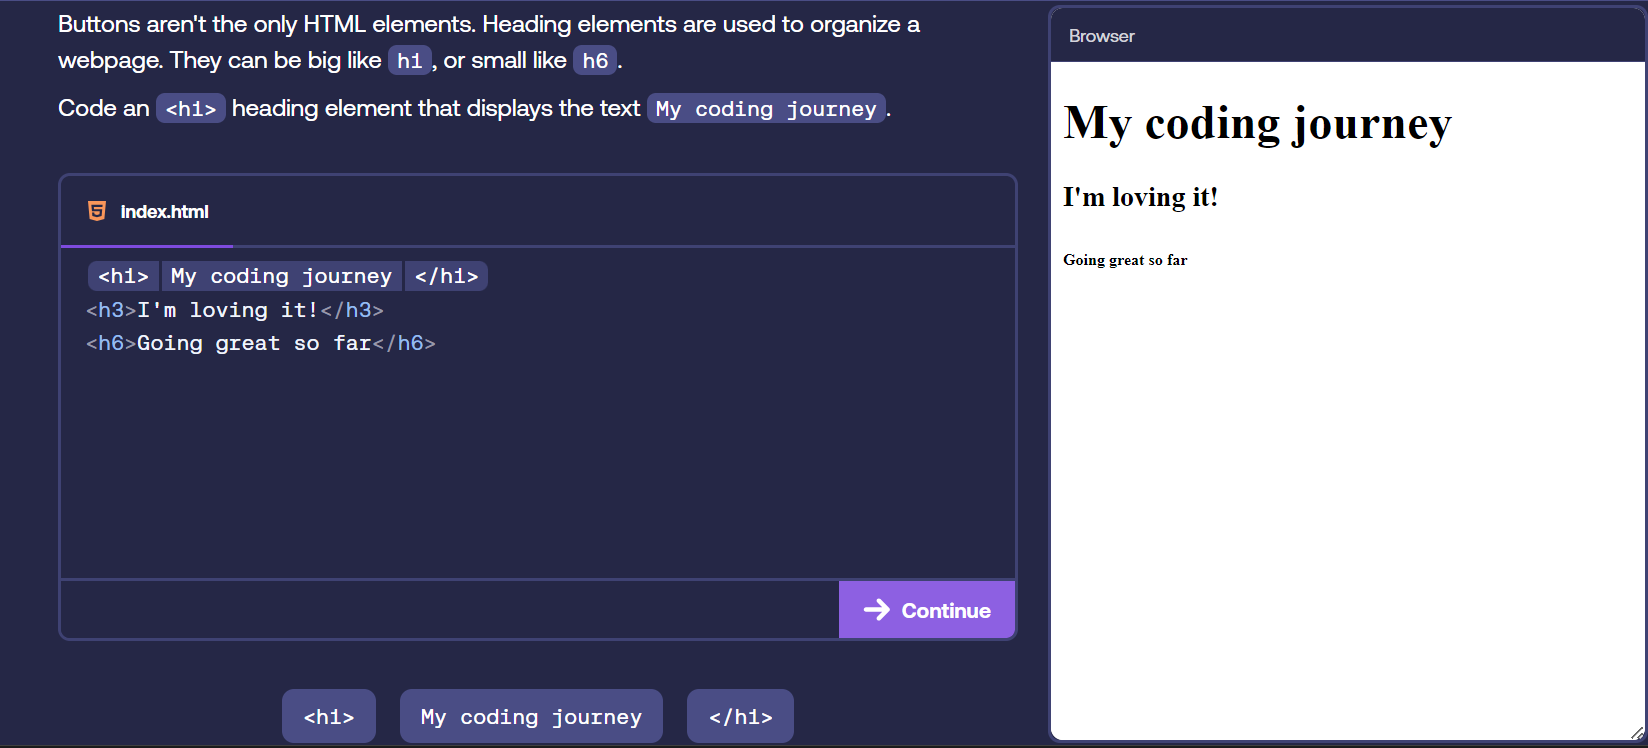 Buttons aren't the only HTML elements. Heading elements are used to organize a
webpage. They can be big like h1, or small like h6.
Code an <h1> heading element that displays the text My coding journey.
index.html
<h1> My coding journey </h1>
<h3>I'm loving it!</h3>
<h6>Going great so far</h6>
Continue
<h1> My coding journey </h1>
Browser
My coding journey
I'm loving it!
Going great so far